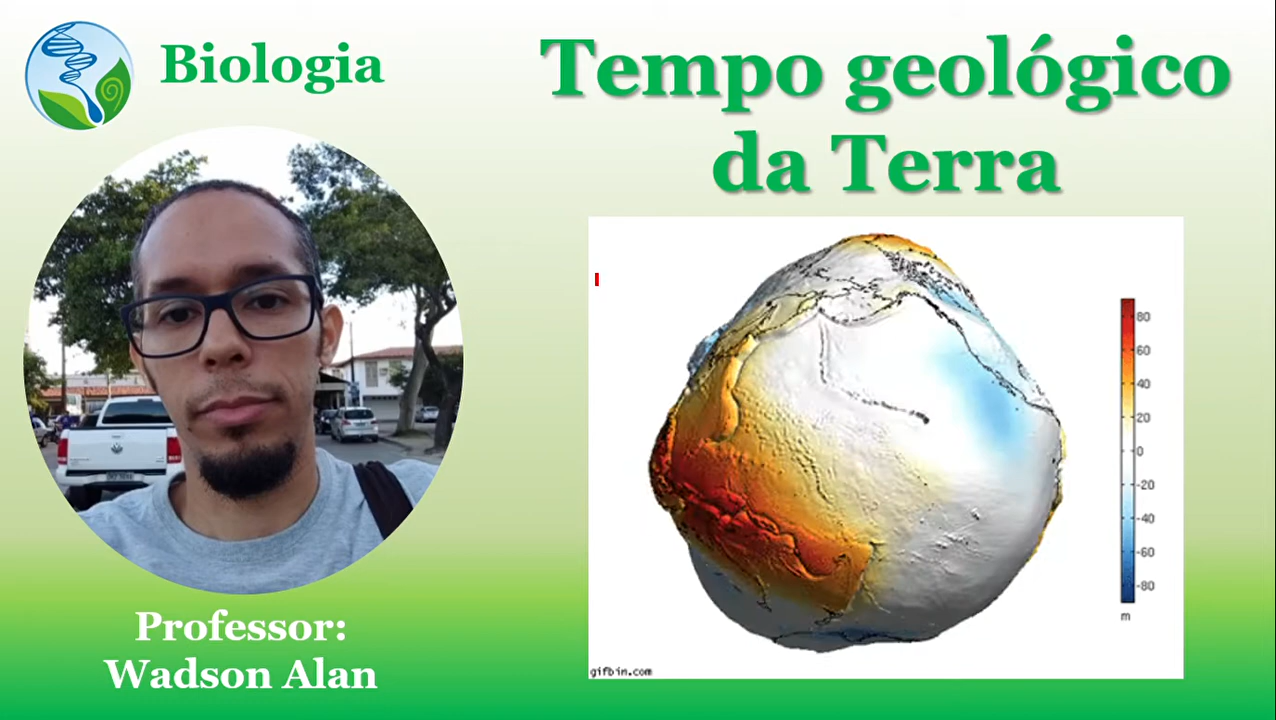 Biologia
Tempo geológico
da Terra
80
60
40
20
0
-20
-40
-60
-80
m
gifbin.com
Professor:
Wadson Alan